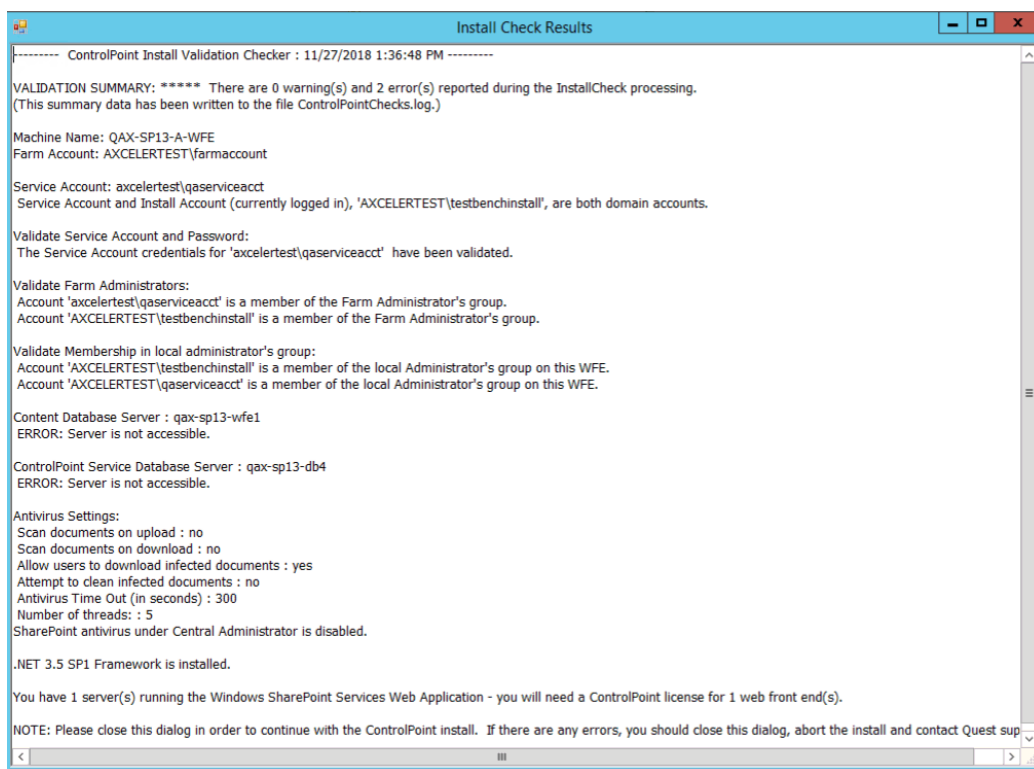 Install Check Results
--------- ControlPoint Install Validation Checker : 11/27/2018 1:36:48 PM ---------
VALIDATION SUMMARY: ***** There are 0 warning(s) and 2 error(s) reported during the InstallCheck processing.
(This summary data has been written to the file ControlPointChecks.log.)
Machine Name: QAX-SP13-A-WFE
Farm Account: AXCELERTEST\farmaccount
Service Account: axcelertest\qaserviceacct
Service Account and Install Account (currently logged in), 'AXCELERTEST\testbenchinstall', are both domain accounts.
Validate Service Account and Password:
The Service Account credentials for 'axcelertest\qaserviceacct' have been validated.
Validate Farm Administrators:
Account 'axcelertest\qaserviceacct' is a member of the Farm Administrator's group.
Account 'AXCELERTEST\testbenchinstall' is a member of the Farm Administrator's group.
Validate Membership in local administrator's group:
Account 'AXCELERTEST\testbenchinstall' is a member of the local Administrator's group on this WFE.
Account 'AXCELERTEST\qaserviceacct' is a member of the local Administrator's group on this WFE.
Content Database Server : qax-sp13-wfe1
ERROR: Server is not accessible.
ControlPoint Service Database Server : qax-sp13-db4
ERROR: Server is not accessible.
Antivirus Settings:
Scan documents on upload : no
Scan documents on download : no
Allow users to download infected documents : yes
Attempt to clean infected documents : no
Antivirus Time Out (in seconds) : 300
Number of threads: : 5
SharePoint antivirus under Central Administrator is disabled.
.NET 3.5 SP1 Framework is installed.
You have 1 server(s) running the Windows SharePoint Services Web Application - you will need a ControlPoint license for 1 web front end(s).
NOTE: Please close this dialog in order to continue with the ControlPoint install. If there are any errors, you should close this dialog, abort the install and contact Quest sup